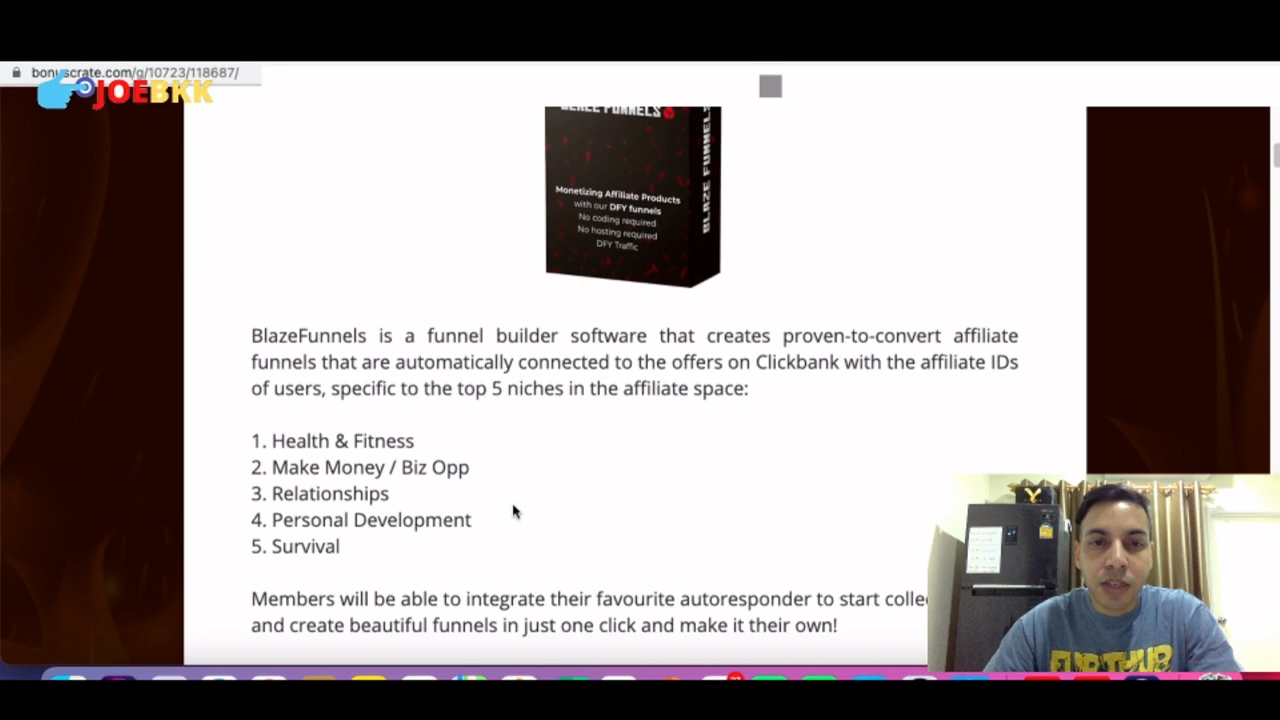 bonuscrate.com/g/10723/118687/
JOEBKK
BLAZE FUNNELS
BLAZE FUNNELS
Monetizing Affiliate Products
with our DFY funnels
No coding required
No hosting required
DFY Traffic
BlazeFunnels is a funnel builder software that creates proven-to-convert affiliate
funnels that are automatically connected to the offers on Clickbank with the affiliate IDs
of users, specific to the top 5 niches in the affiliate space:
1. Health & Fitness
2. Make Money / Biz Opp
3. Relationships
4. Personal Development
5. Survival
Members will be able to integrate their favourite autoresponder to start
and create beautiful funnels in just one click and make it their own!